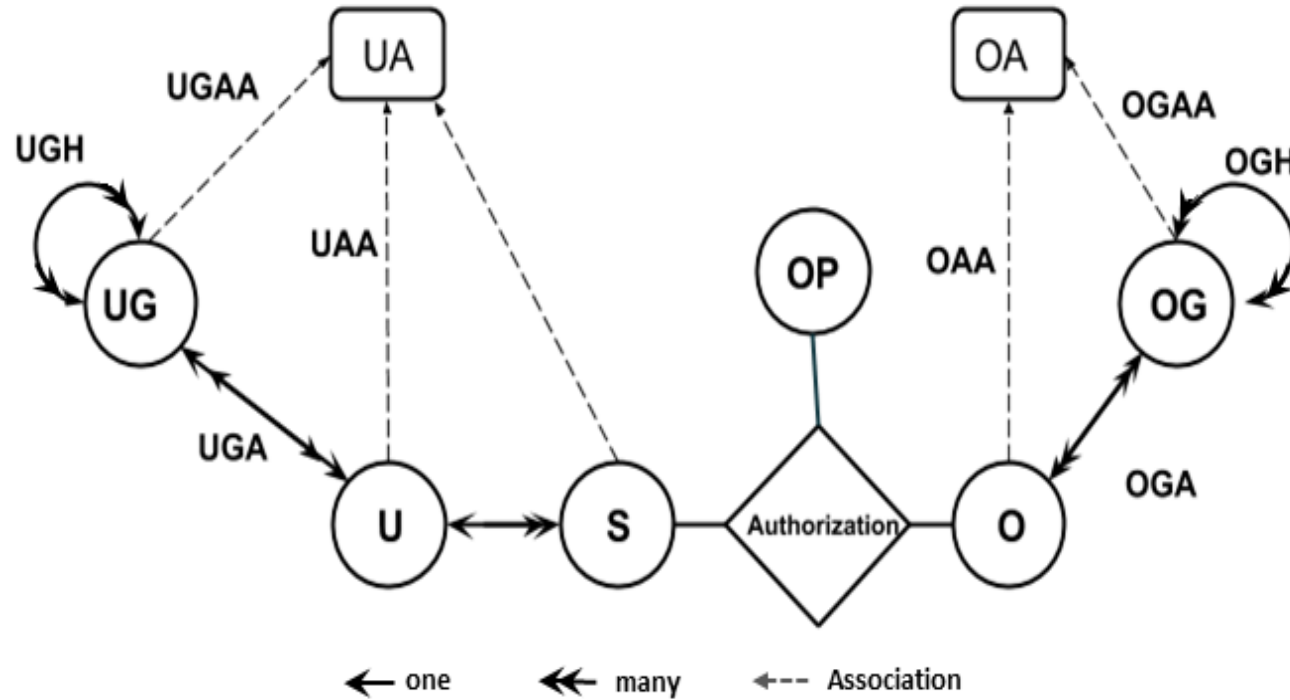 UA
OA
UGAA
OGAA
UGH
OGH
UAA
OP
OAA
UG
OG
UGA
OGA
U
S
Authorization
O
one
many
Association